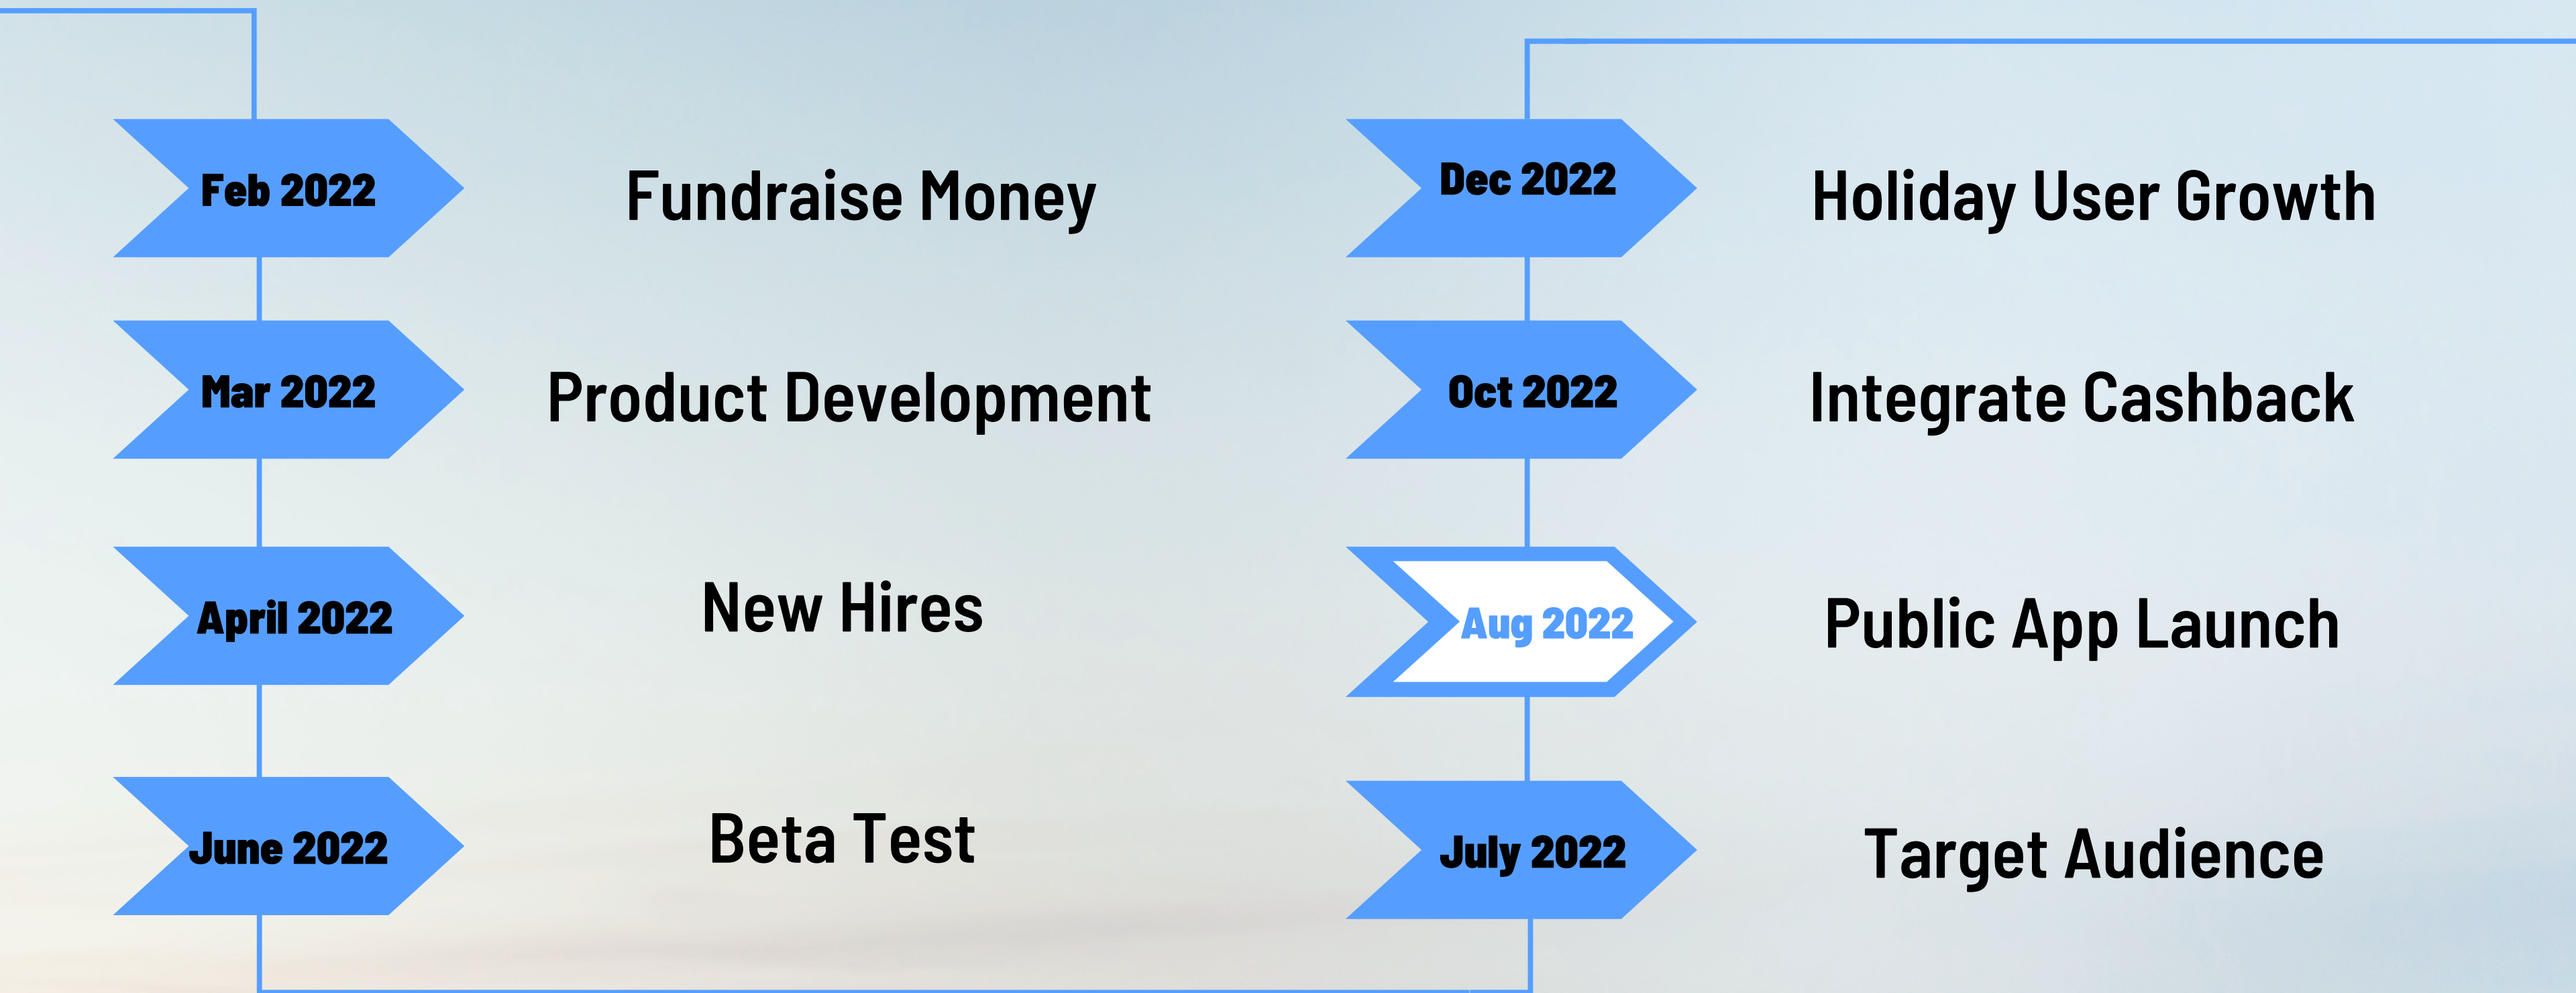 Feb 2022
Fundraise Money
Mar 2022
Product Development
April 2022
New Hires
June 2022
Beta Test
Dec 2022
Holiday User Growth
Oct 2022
Integrate Cashback
Aug 2022
Public App Launch
July 2022
Target Audience